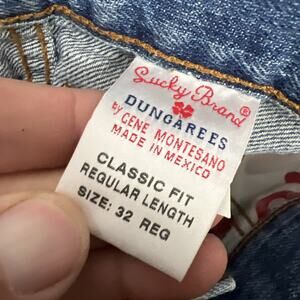 Lucky Brand
DUNGAREES
by GENE MONTESANO
MADE IN MEXICO
CLASSIC FIT
REGULAR LENGTH
SIZE: 32 REG